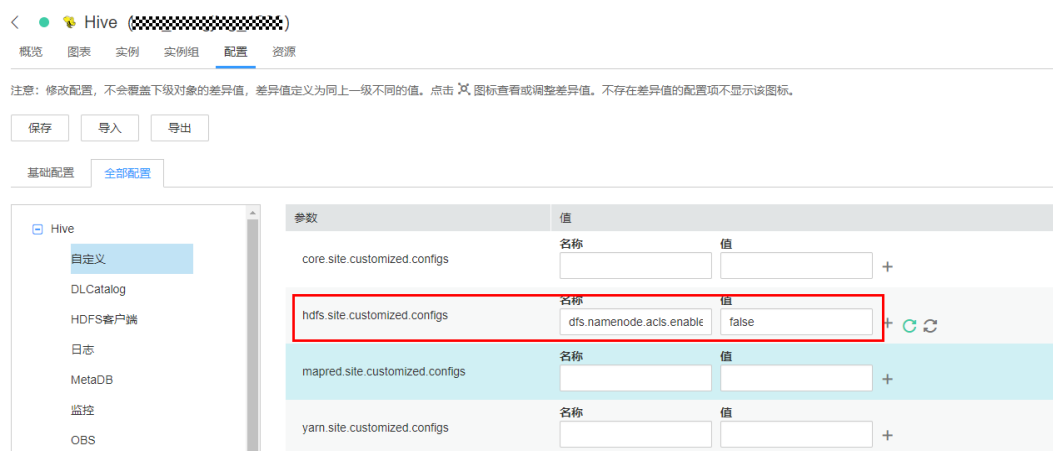 Hive ( )
概览 图表 实例 实例组 配置 资源
注意：修改配置，不会覆盖下级对象的差异值，差异值定义为同上一级不同的值。点击 图标查看或调整差异值。不存在差异值的配置项不显示该图标。
保存 导入 导出
基础配置 全部配置
参数 值
Hive
名称 值
自定义
core.site.customized.configs
DLCatalog
名称 值
HDFS客户端
hdfs.site.customized.configs dfs.namenode.acls.enable false
日志
名称 值
MetaDB
mapred.site.customized.configs
监控
名称 值
OBS
yarn.site.customized.configs